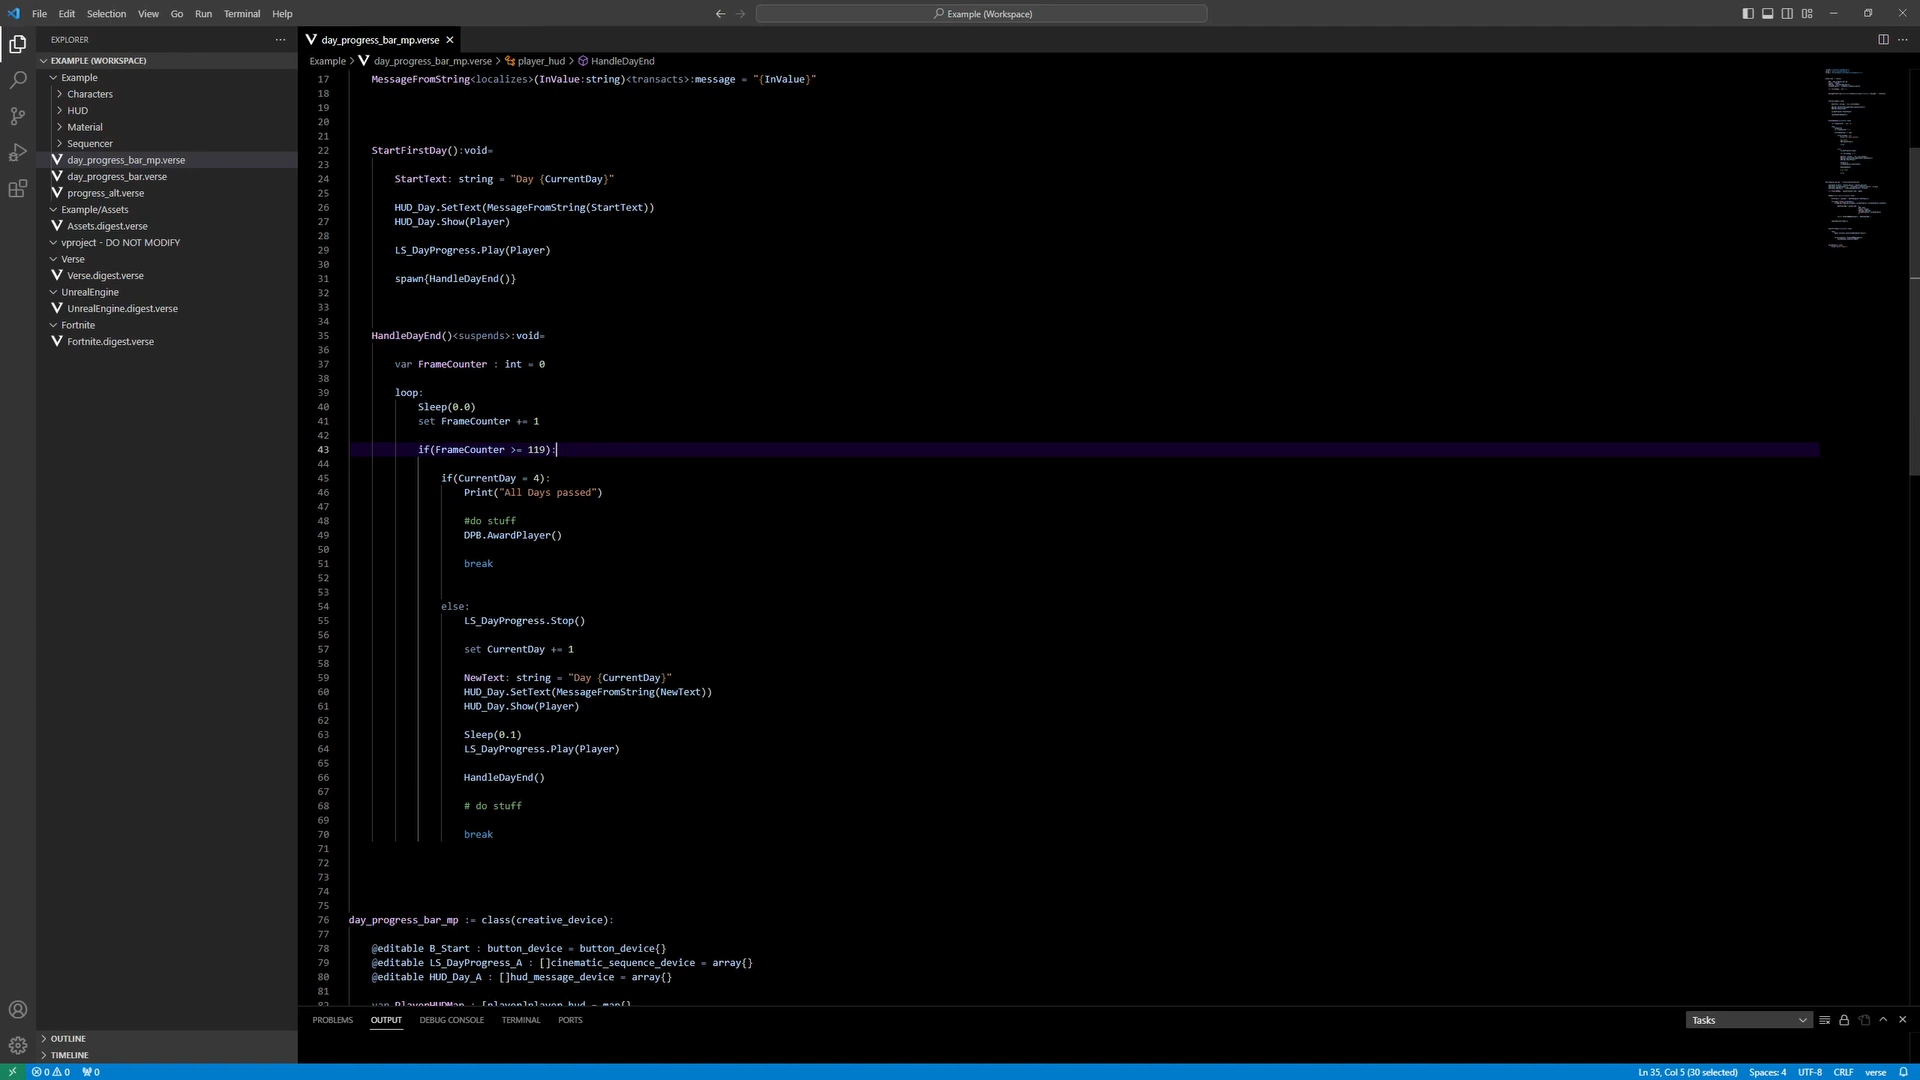 File Edit Selection View Go Run Terminal Help
Example (Workspace)
EXPLORER
day_progress_bar_mp.verse
EXAMPLE (WORKSPACE)
Example
Characters
HUD
Material
Sequencer
day_progress_bar_mp.verse
day_progress_bar.verse
progress_alt.verse
Example/Assets
Assets.digest.verse
vproject - DO NOT MODIFY
Verse
Verse.digest.verse
UnrealEngine
UnrealEngine.digest.verse
Fortnite
Fortnite.digest.verse
OUTLINE
TIMELINE
Example > day_progress_bar_mp.verse > player_hud > HandleDayEnd
17 MessageFromString<localizes>(InValue:string)<transacts>:message = "{InValue}"
18
19
20
21
22 StartFirstDay():void=
23
24 StartText: string = "Day {CurrentDay}"
25
26 HUD_Day.SetText(MessageFromString(StartText))
27 HUD_Day.Show(Player)
28
29 LS_DayProgress.Play(Player)
30
31 spawn{HandleDayEnd()}
32
33
34
35 HandleDayEnd()<suspends>:void=
36
37 var FrameCounter : int = 0
38
39 loop:
40 Sleep(0.0)
41 set FrameCounter += 1
42
43 if(FrameCounter >= 119):
44
45 if(CurrentDay = 4):
46 Print("All Days passed")
47
48 #do stuff
49 DPB.AwardPlayer()
50
51 break
52
53
54 else:
55 LS_DayProgress.Stop()
56
57 set CurrentDay += 1
58
59 NewText: string = "Day {CurrentDay}"
60 HUD_Day.SetText(MessageFromString(NewText))
61 HUD_Day.Show(Player)
62
63 Sleep(0.1)
64 LS_DayProgress.Play(Player)
65
66 HandleDayEnd()
67
68 # do stuff
69
70 break
71
72
73
74
75
76 day_progress_bar_mp := class(creative_device):
77
78 @editable B_Start : button_device = button_device{}
79 @editable LS_DayProgress_A : []cinematic_sequence_device = array{}
80 @editable HUD_Day_A : []hud_message_device = array{}
81
82 var PlayerHUDMap : [player]player_hud = map{}
PROBLEMS OUTPUT DEBUG CONSOLE TERMINAL PORTS
Tasks
0 0 0
Ln 35, Col 5 (30 selected) Spaces: 4 UTF-8 CRLF verse